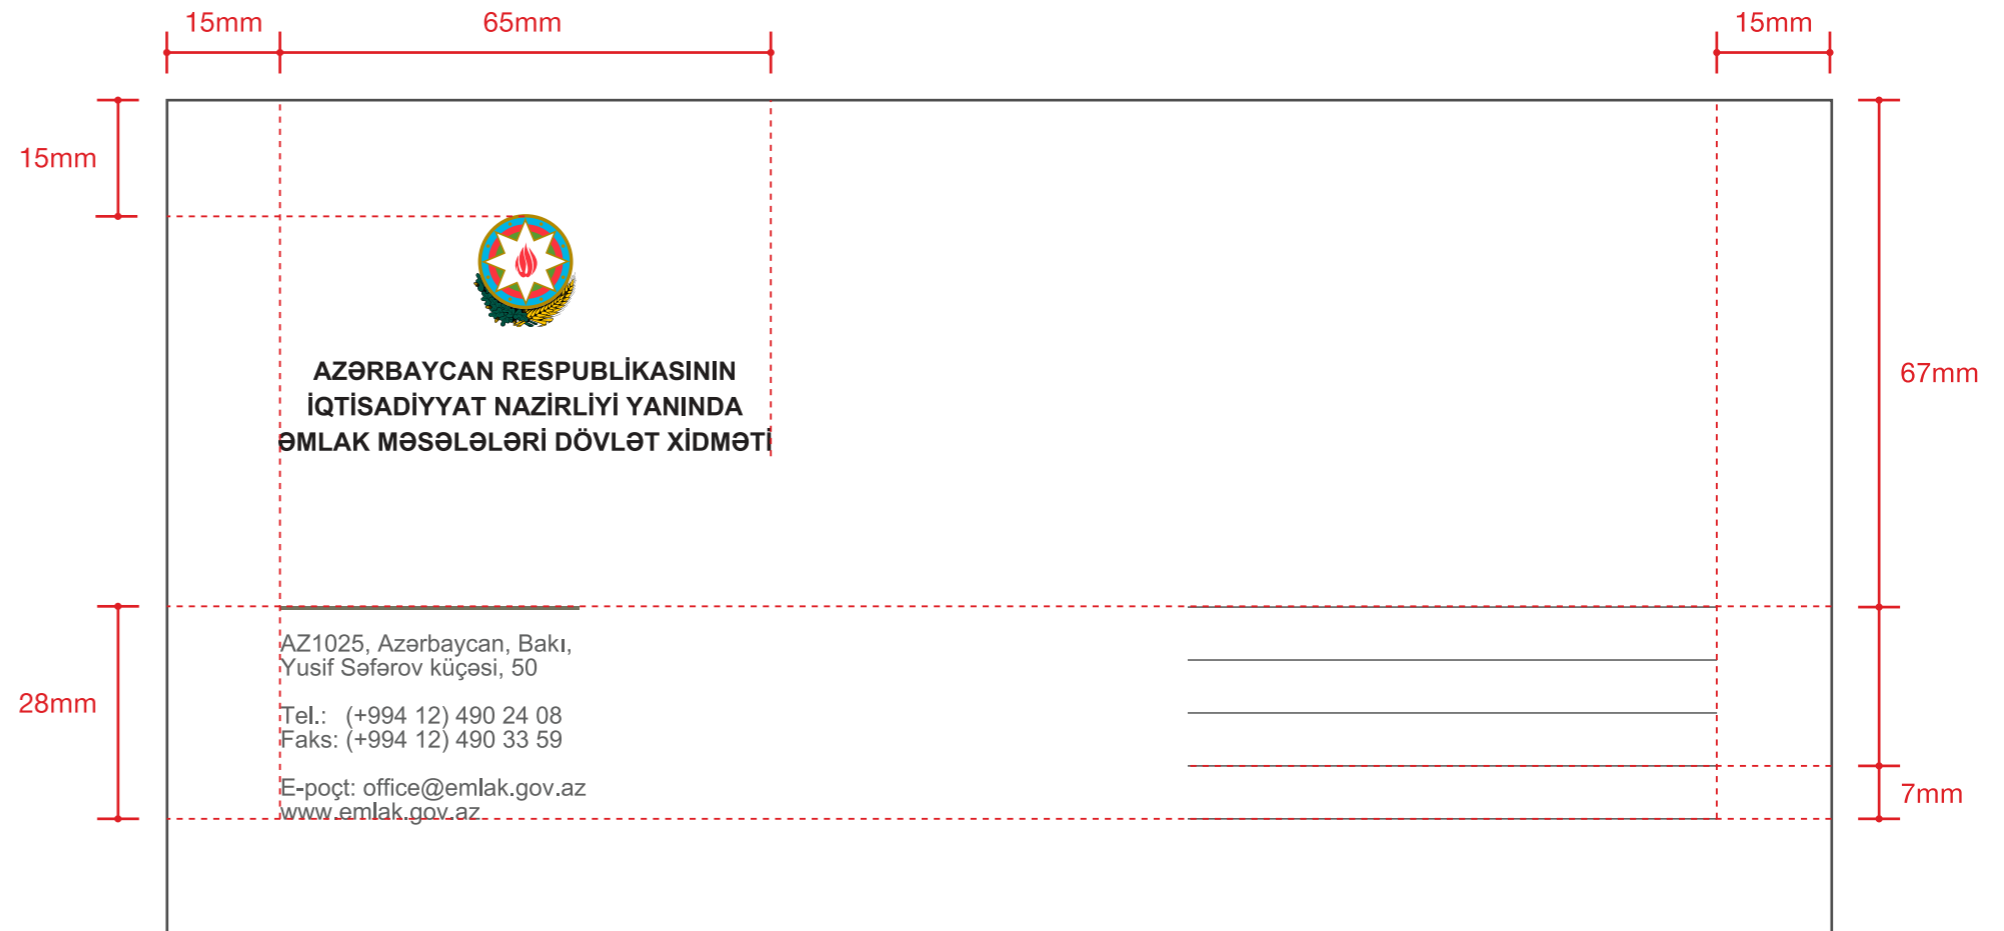 15mm 65mm 15mm
15mm
AZƏRBAYCAN RESPUBLİKASININ
İQTİSADİYYAT NAZİRLİYİ YANINDA
ƏMLAK MƏSƏLƏLƏRİ DÖVLƏT XİDMƏTİ
67mm
AZ1025, Azərbaycan, Bakı,
Yusif Səfərov küçəsi, 50
28mm
Tel.: (+994 12) 490 24 08
Faks: (+994 12) 490 33 59
E-poçt: office@emlak.gov.az
www.emlak.gov.az
7mm